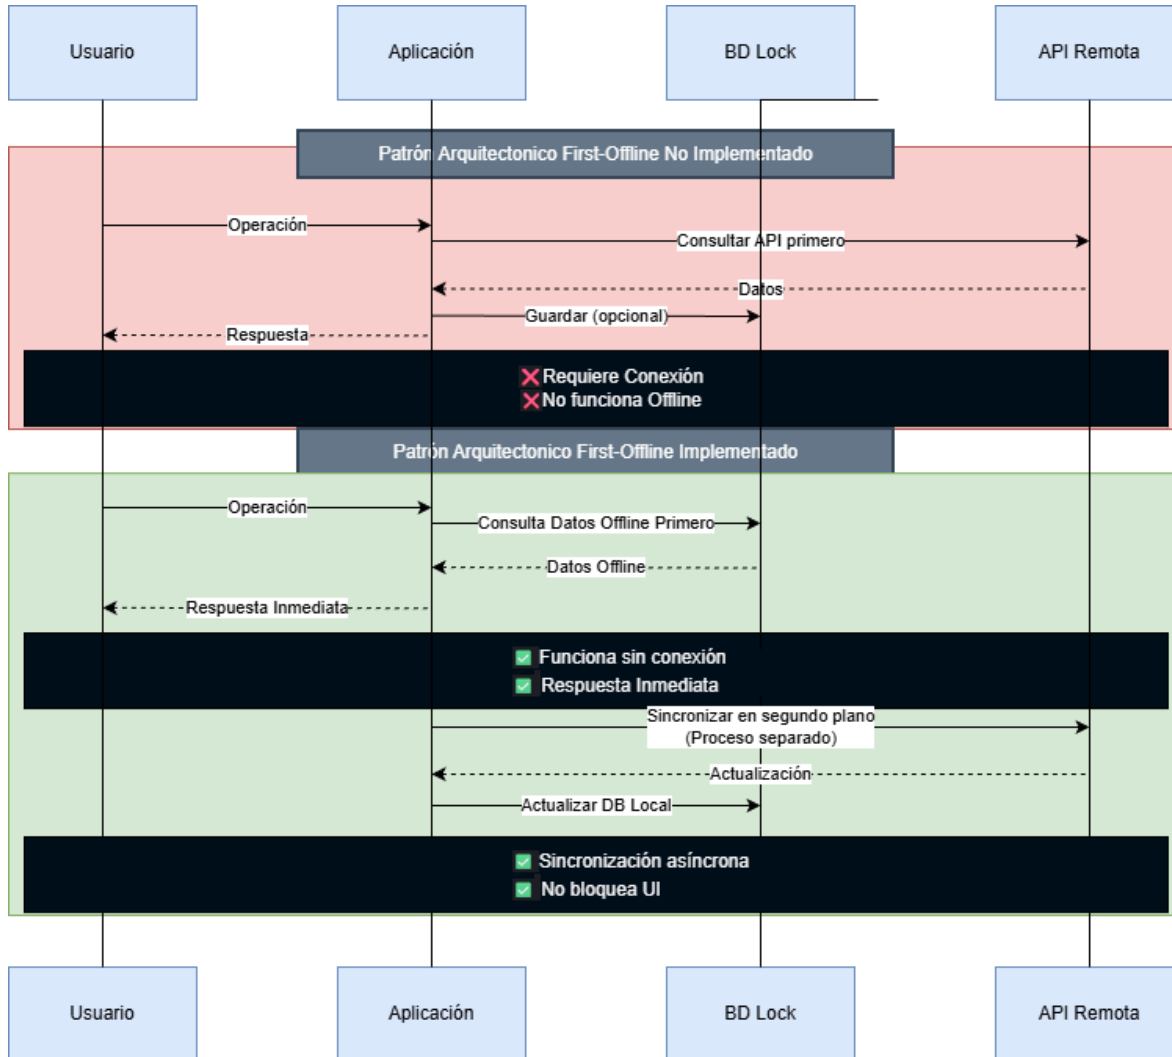 Usuario
Aplicación
BD Lock
API Remota
Patrón Arquitectonico First-Offline No Implementado
Operación
Consultar API primero
Datos
Guardar (opcional)
Respuesta
❌ Requiere Conexión
❌ No funciona Offline
Patrón Arquitectonico First-Offline Implementado
Operación
Consulta Datos Offline Primero
Datos Offline
Respuesta Inmediata
✅ Funciona sin conexión
✅ Respuesta Inmediata
Sincronizar en segundo plano
(Proceso separado)
Actualización
Actualizar DB Local
✅ Sincronización asíncrona
✅ No bloquea UI
Usuario
Aplicación
BD Lock
API Remota